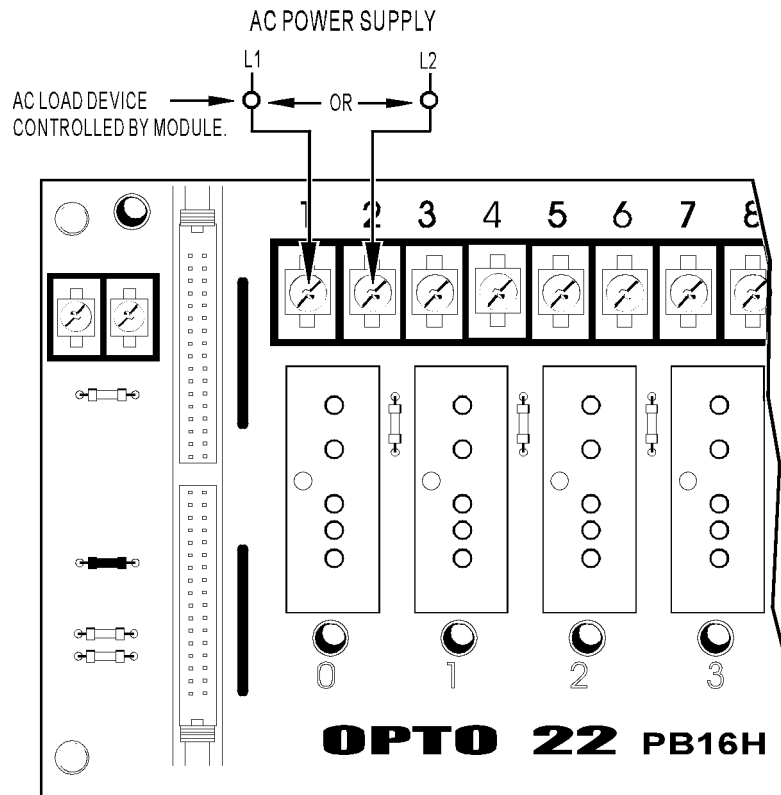 AC POWER SUPPLY
L1 L2
AC LOAD DEVICE OR
CONTROLLED BY MODULE.
1 2 3 4 5 6 7 8
0 1 2 3
OPTO 22 PB16H